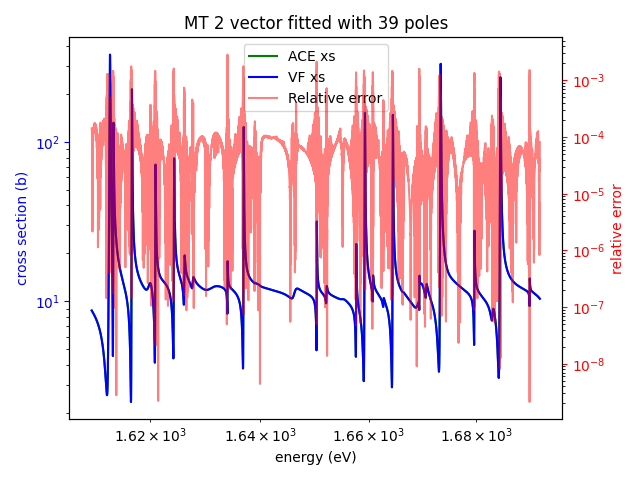 MT 2 vector fitted with 39 poles
ACE xs
VF xs
Relative error
cross section (b)
10²
10¹
relative error
10⁻³
10⁻⁴
10⁻⁵
10⁻⁶
10⁻⁷
10⁻⁸
1.62 × 10³
1.64 × 10³
1.66 × 10³
1.68 × 10³
energy (eV)